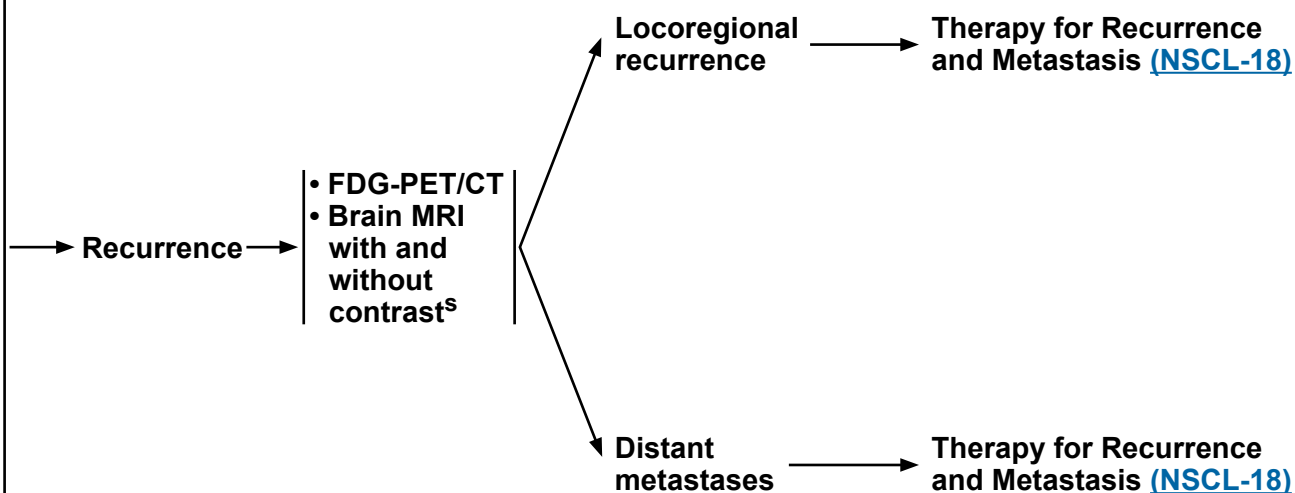 Locoregional
recurrence
Therapy for Recurrence
and Metastasis (NSCL-18)
Recurrence
• FDG-PET/CT
• Brain MRI
with and
without
contrastˢ
Distant
metastases
Therapy for Recurrence
and Metastasis (NSCL-18)